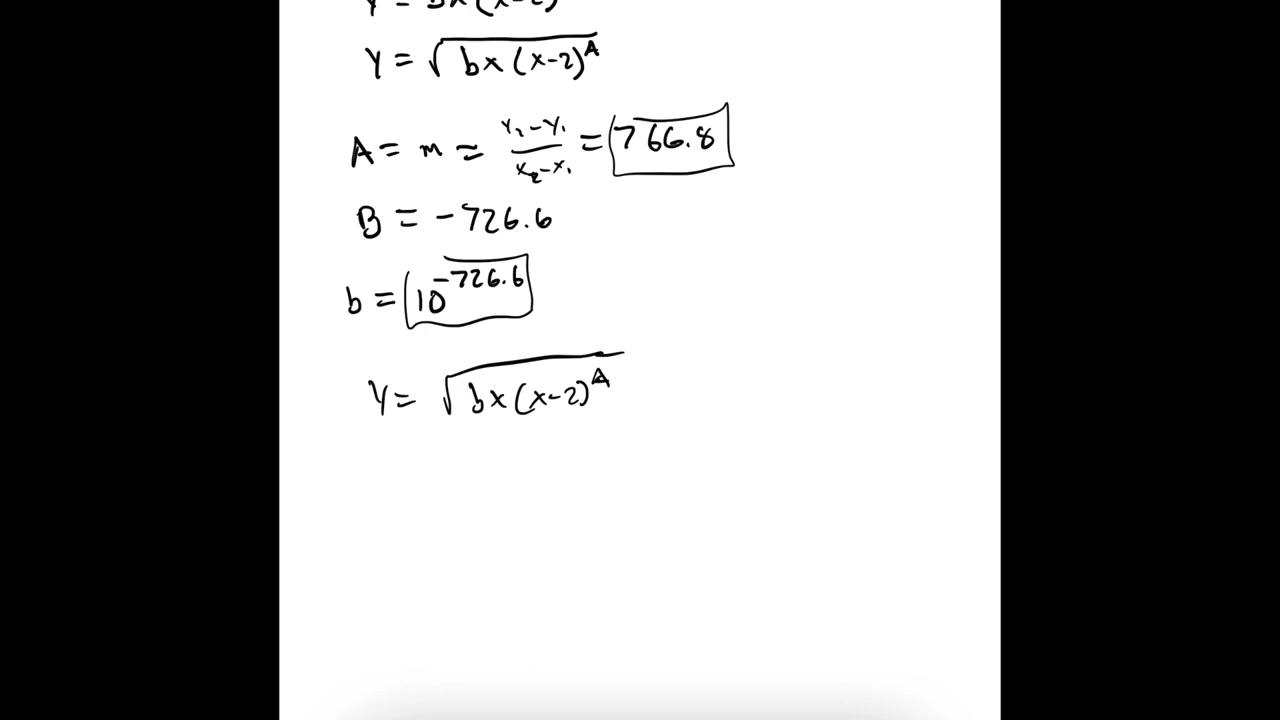 Y = √bx(x-2)^A
A = m = Y₂-Y₁/X₂-X₁ = 766.8
B = -726.6
b = 10^-726.6
Y = √bx(x-2)^A